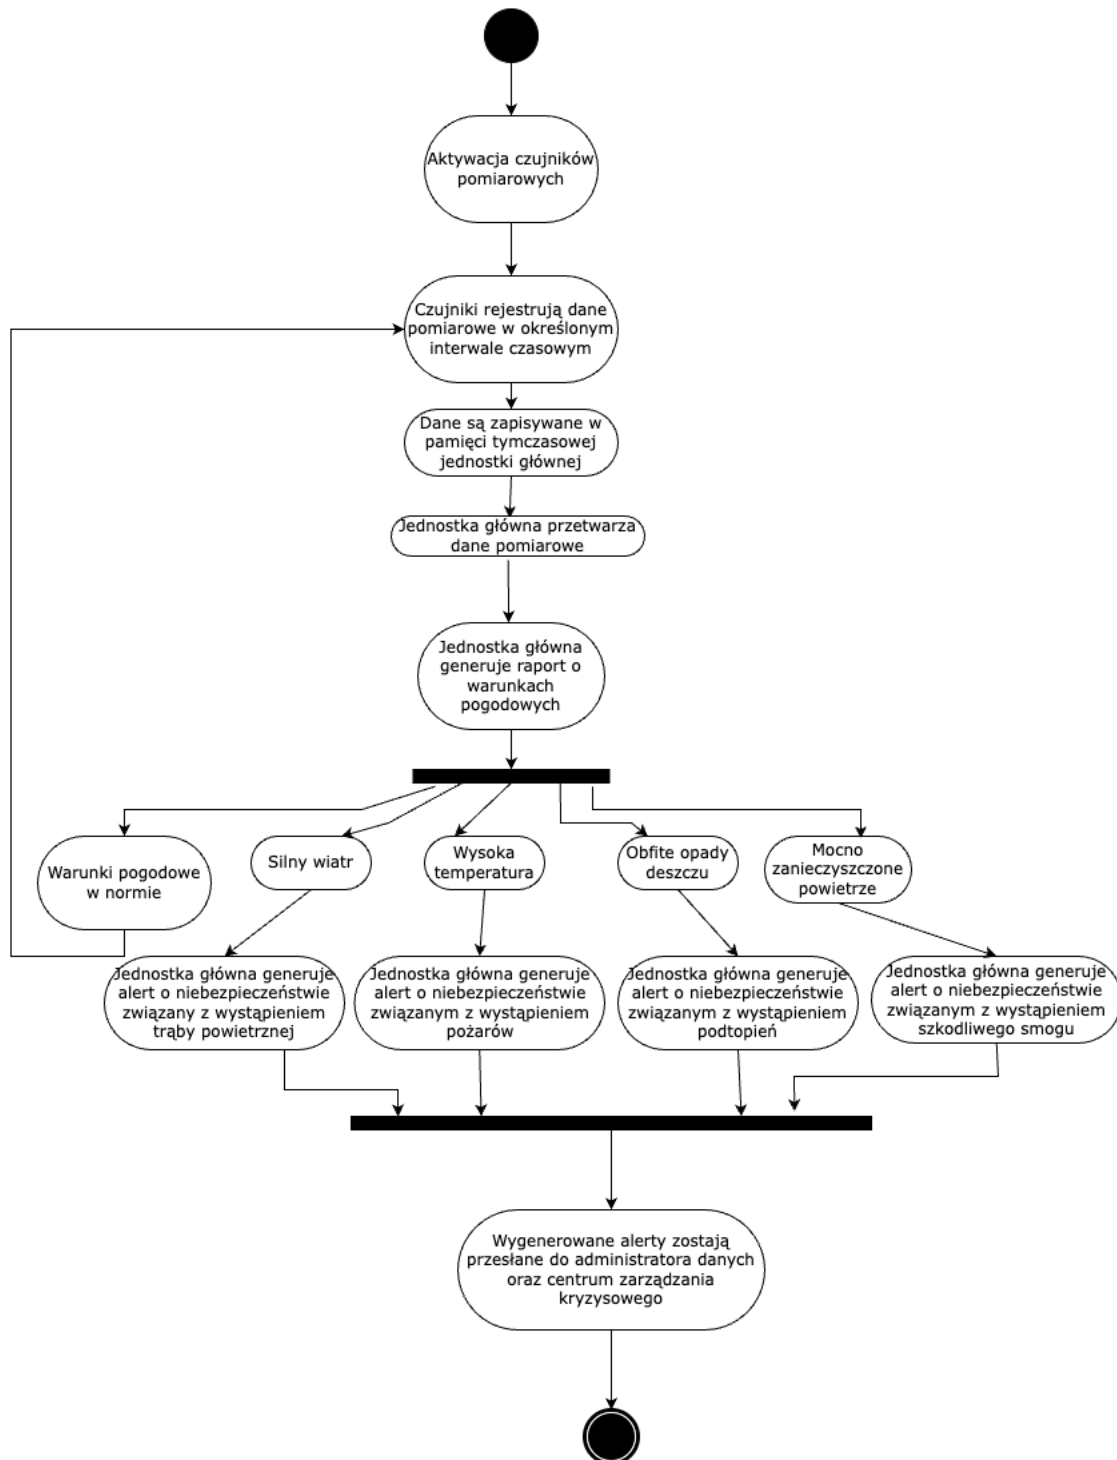 Aktywacja czujników
pomiarowych
Czujniki rejestrują dane
pomiarowe w określonym
interwale czasowym
Dane są zapisywane w
pamięci tymczasowej
jednostki głównej
Jednostka główna przetwarza
dane pomiarowe
Jednostka główna
generuje raport o
warunkach
pogodowych
Warunki pogodowe
w normie
Silny wiatr
Wysoka
temperatura
Obfite opady
deszczu
Mocno
zanieczyszczone
powietrze
Jednostka główna generuje
alert o niebezpieczeństwie
związany z wystąpieniem
trąby powietrznej
Jednostka główna generuje
alert o niebezpieczeństwie
związanym z wystąpieniem
pożarów
Jednostka główna generuje
alert o niebezpieczeństwie
związanym z wystąpieniem
podtopień
Jednostka główna generuje
alert o niebezpieczeństwie
związanym z wystąpieniem
szkodliwego smogu
Wygenerowane alerty zostają
przesłane do administratora danych
oraz centrum zarządzania
kryzysowego